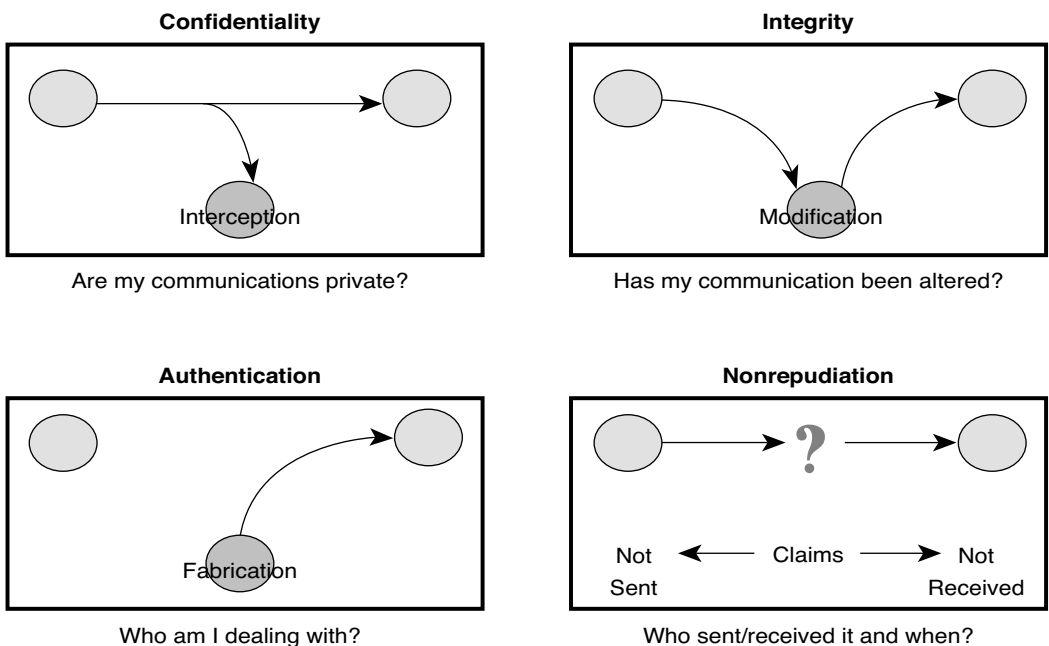 Confidentiality
Interception
Are my communications private?
Integrity
Modification
Has my communication been altered?
Authentication
Fabrication
Who am I dealing with?
Nonrepudiation
?
Not Claims Not
Sent Received
Who sent/received it and when?